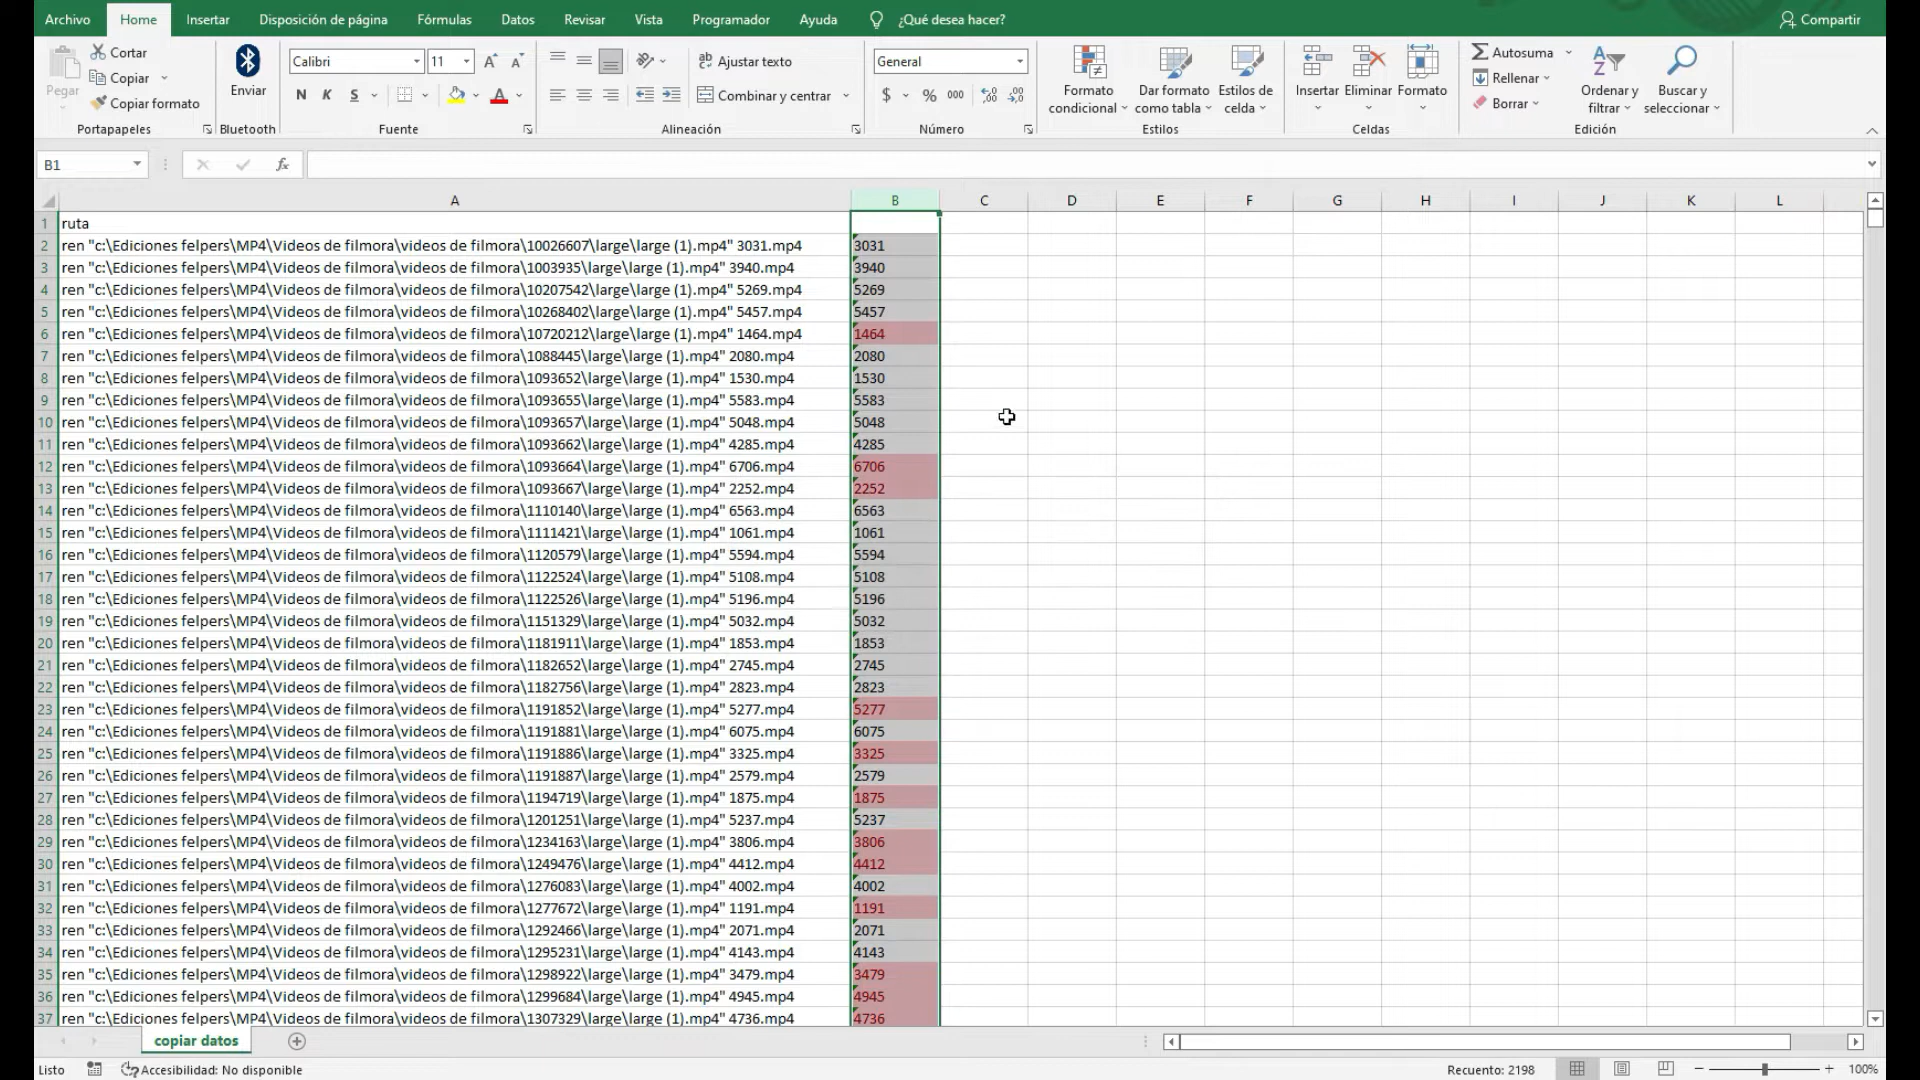 Archivo Home Insertar Disposición de página Fórmulas Datos Revisar Vista Programador Ayuda ¿Qué desea hacer? Compartir
Pegar
Cortar
Copiar
Copiar formato
Portapapeles
Enviar
Bluetooth
Calibri 11
N K S
Fuente
Ajustar texto
Combinar y centrar
Alineación
General
$ % 000
Número
Formato condicional
Dar formato como tabla
Estilos de celda
Estilos
Insertar Eliminar Formato
Celdas
Autosuma
Rellenar
Borrar
Ordenar y filtrar
Buscar y seleccionar
Edición
B1
fx
A B C D E F G H I J K L
1 ruta
2 ren "c:\Ediciones felpers\MP4\Videos de filmora\videos de filmora\10026607\large\large (1).mp4" 3031.mp4 3031
3 ren "c:\Ediciones felpers\MP4\Videos de filmora\videos de filmora\1003935\large\large (1).mp4" 3940.mp4 3940
4 ren "c:\Ediciones felpers\MP4\Videos de filmora\videos de filmora\10207542\large\large (1).mp4" 5269.mp4 5269
5 ren "c:\Ediciones felpers\MP4\Videos de filmora\videos de filmora\10268402\large\large (1).mp4" 5457.mp4 5457
6 ren "c:\Ediciones felpers\MP4\Videos de filmora\videos de filmora\10720212\large\large (1).mp4" 1464.mp4 1464
7 ren "c:\Ediciones felpers\MP4\Videos de filmora\videos de filmora\1088445\large\large (1).mp4" 2080.mp4 2080
8 ren "c:\Ediciones felpers\MP4\Videos de filmora\videos de filmora\1093652\large\large (1).mp4" 1530.mp4 1530
9 ren "c:\Ediciones felpers\MP4\Videos de filmora\videos de filmora\1093655\large\large (1).mp4" 5583.mp4 5583
10 ren "c:\Ediciones felpers\MP4\Videos de filmora\videos de filmora\1093657\large\large (1).mp4" 5048.mp4 5048
11 ren "c:\Ediciones felpers\MP4\Videos de filmora\videos de filmora\1093662\large\large (1).mp4" 4285.mp4 4285
12 ren "c:\Ediciones felpers\MP4\Videos de filmora\videos de filmora\1093664\large\large (1).mp4" 6706.mp4 6706
13 ren "c:\Ediciones felpers\MP4\Videos de filmora\videos de filmora\1093667\large\large (1).mp4" 2252.mp4 2252
14 ren "c:\Ediciones felpers\MP4\Videos de filmora\videos de filmora\1110140\large\large (1).mp4" 6563.mp4 6563
15 ren "c:\Ediciones felpers\MP4\Videos de filmora\videos de filmora\1111421\large\large (1).mp4" 1061.mp4 1061
16 ren "c:\Ediciones felpers\MP4\Videos de filmora\videos de filmora\1120579\large\large (1).mp4" 5594.mp4 5594
17 ren "c:\Ediciones felpers\MP4\Videos de filmora\videos de filmora\1122524\large\large (1).mp4" 5108.mp4 5108
18 ren "c:\Ediciones felpers\MP4\Videos de filmora\videos de filmora\1122526\large\large (1).mp4" 5196.mp4 5196
19 ren "c:\Ediciones felpers\MP4\Videos de filmora\videos de filmora\1151329\large\large (1).mp4" 5032.mp4 5032
20 ren "c:\Ediciones felpers\MP4\Videos de filmora\videos de filmora\1181911\large\large (1).mp4" 1853.mp4 1853
21 ren "c:\Ediciones felpers\MP4\Videos de filmora\videos de filmora\1182652\large\large (1).mp4" 2745.mp4 2745
22 ren "c:\Ediciones felpers\MP4\Videos de filmora\videos de filmora\1182756\large\large (1).mp4" 2823.mp4 2823
23 ren "c:\Ediciones felpers\MP4\Videos de filmora\videos de filmora\1191852\large\large (1).mp4" 5277.mp4 5277
24 ren "c:\Ediciones felpers\MP4\Videos de filmora\videos de filmora\1191881\large\large (1).mp4" 6075.mp4 6075
25 ren "c:\Ediciones felpers\MP4\Videos de filmora\videos de filmora\1191886\large\large (1).mp4" 3325.mp4 3325
26 ren "c:\Ediciones felpers\MP4\Videos de filmora\videos de filmora\1191887\large\large (1).mp4" 2579.mp4 2579
27 ren "c:\Ediciones felpers\MP4\Videos de filmora\videos de filmora\1194719\large\large (1).mp4" 1875.mp4 1875
28 ren "c:\Ediciones felpers\MP4\Videos de filmora\videos de filmora\1201251\large\large (1).mp4" 5237.mp4 5237
29 ren "c:\Ediciones felpers\MP4\Videos de filmora\videos de filmora\1234163\large\large (1).mp4" 3806.mp4 3806
30 ren "c:\Ediciones felpers\MP4\Videos de filmora\videos de filmora\1249476\large\large (1).mp4" 4412.mp4 4412
31 ren "c:\Ediciones felpers\MP4\Videos de filmora\videos de filmora\1276083\large\large (1).mp4" 4002.mp4 4002
32 ren "c:\Ediciones felpers\MP4\Videos de filmora\videos de filmora\1277672\large\large (1).mp4" 1191.mp4 1191
33 ren "c:\Ediciones felpers\MP4\Videos de filmora\videos de filmora\1292466\large\large (1).mp4" 2071.mp4 2071
34 ren "c:\Ediciones felpers\MP4\Videos de filmora\videos de filmora\1295231\large\large (1).mp4" 4143.mp4 4143
35 ren "c:\Ediciones felpers\MP4\Videos de filmora\videos de filmora\1298922\large\large (1).mp4" 3479.mp4 3479
36 ren "c:\Ediciones felpers\MP4\Videos de filmora\videos de filmora\1299684\large\large (1).mp4" 4945.mp4 4945
37 ren "c:\Ediciones felpers\MP4\Videos de filmora\videos de filmora\1307329\large\large (1).mp4" 4736.mp4 4736
copiar datos
Listo Accesibilidad: No disponible Recuento: 2198 100%